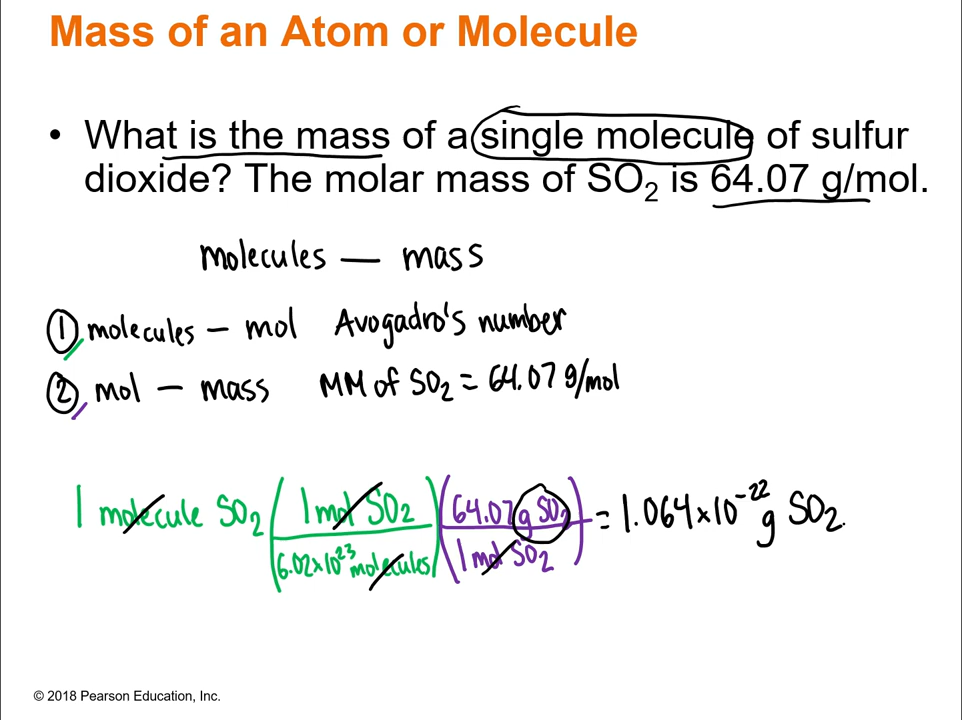 Mass of an Atom or Molecule
• What is the mass of a single molecule of sulfur
dioxide? The molar mass of SO₂ is 64.07 g/mol.
molecules — mass
① molecules — mol Avogadro's number
② mol — mass MM of SO₂ = 64.07 g/mol
1 molecule SO₂ (1 mol SO₂ / 6.02×10²³ molecules) (64.07 g SO₂ / 1 mol SO₂) = 1.064×10⁻²² g SO₂.
© 2018 Pearson Education, Inc.